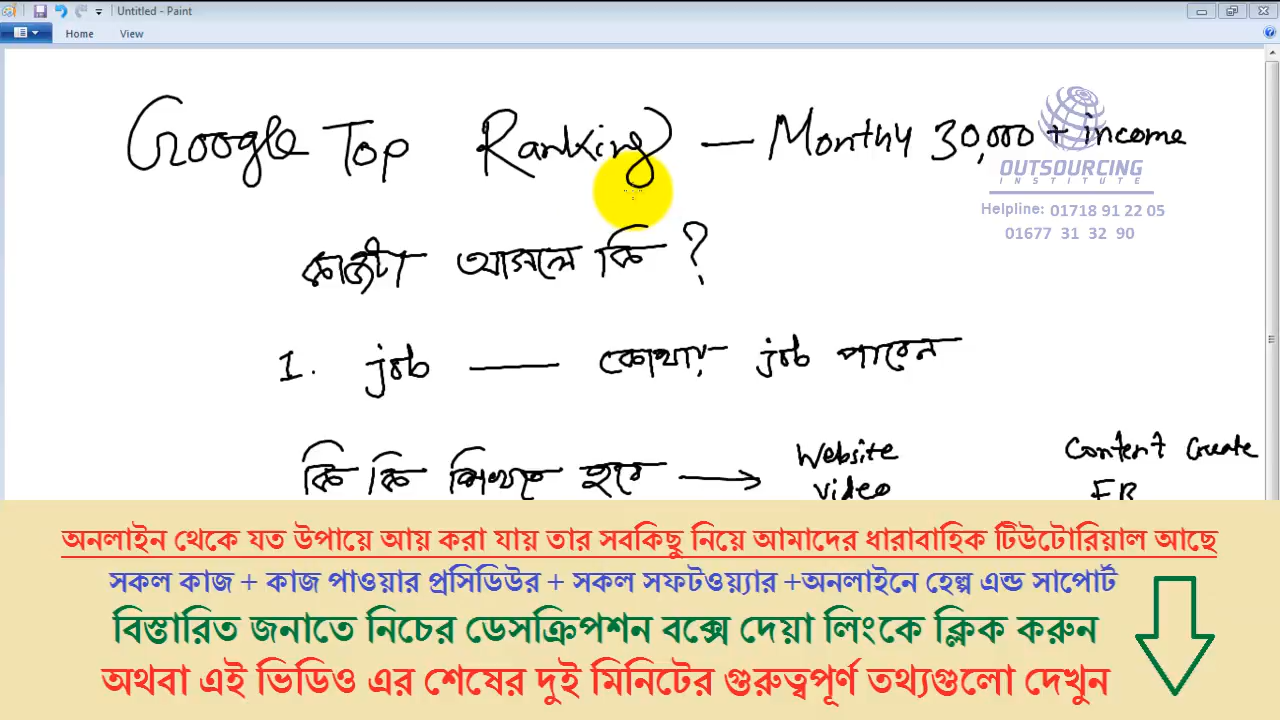 Untitled - Paint
Home View
Google Top Ranking — Monthy 30,000 + income
OUTSOURCING
INSTITUTE
Helpline: 01718 91 22 05
01677 31 32 90
কাজটা আসলে কি ?
1. job — কোথায় job পাবেন
Website Content Create
কি কি শিখতে হবে → video FB
অনলাইন থেকে যত উপায়ে আয় করা যায় তার সবকিছু নিয়ে আমাদের ধারাবাহিক টিউটোরিয়াল আছে
সকল কাজ + কাজ পাওয়ার প্রসিডিউর + সকল সফটওয়্যার +অনলাইনে হেল্প এন্ড সাপোর্ট
বিস্তারিত জনাতে নিচের ডেসক্রিপশন বক্সে দেয়া লিংকে ক্লিক করুন
অথবা এই ভিডিও এর শেষের দুই মিনিটের গুরুত্বপূর্ণ তথ্যগুলো দেখুন